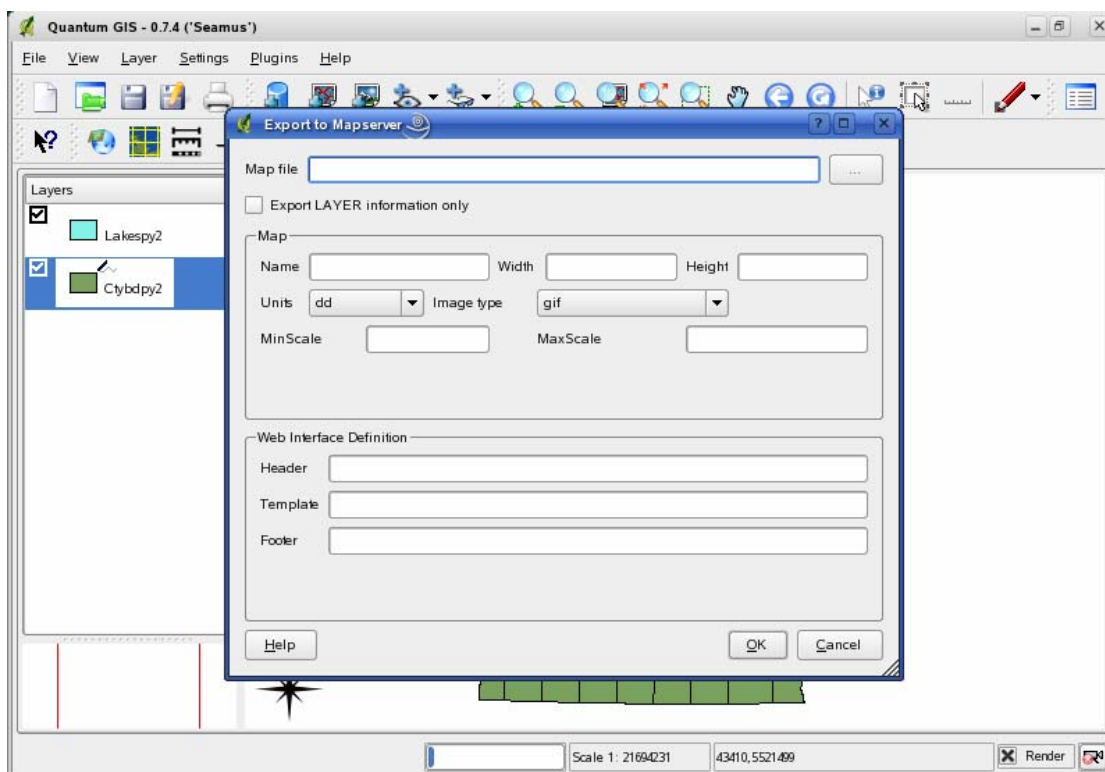 Quantum GIS - 0.7.4 ('Seamus')
File View Layer Settings Plugins Help
Export to Mapserver
Map file
...
Export LAYER information only
Layers
Lakespy2
Ctybdpy2
Map
Name Width Height
Units dd Image type gif
MinScale MaxScale
Web Interface Definition
Header
Template
Footer
Help OK Cancel
Scale 1: 21694231 43410,5521499 Render